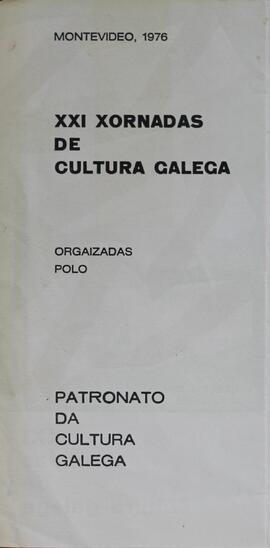 MONTEVIDEO, 1976
XXI XORNADAS
DE
CULTURA GALEGA
ORGAIZADAS
POLO
PATRONATO
DA
CULTURA
GALEGA